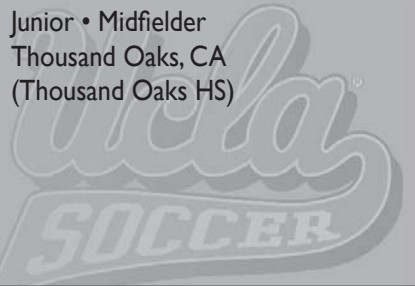 Junior • Midfielder
Thousand Oaks, CA
(Thousand Oaks HS)
Ucla
SOCCER